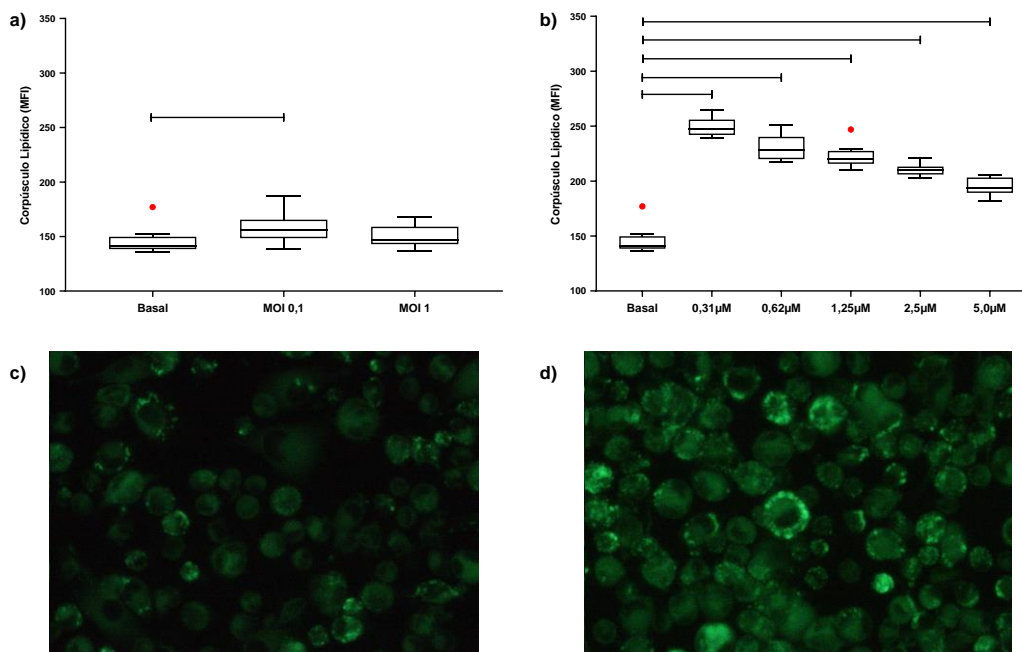 a)
Corpúsculo Lipídico (MFI)
350
300
250
200
150
100
Basal
MOI 0,1
MOI 1
b)
Corpúsculo Lipídico (MFI)
350
300
250
200
150
100
Basal
0,31µM
0,62µM
1,25µM
2,5µM
5,0µM
c)
d)